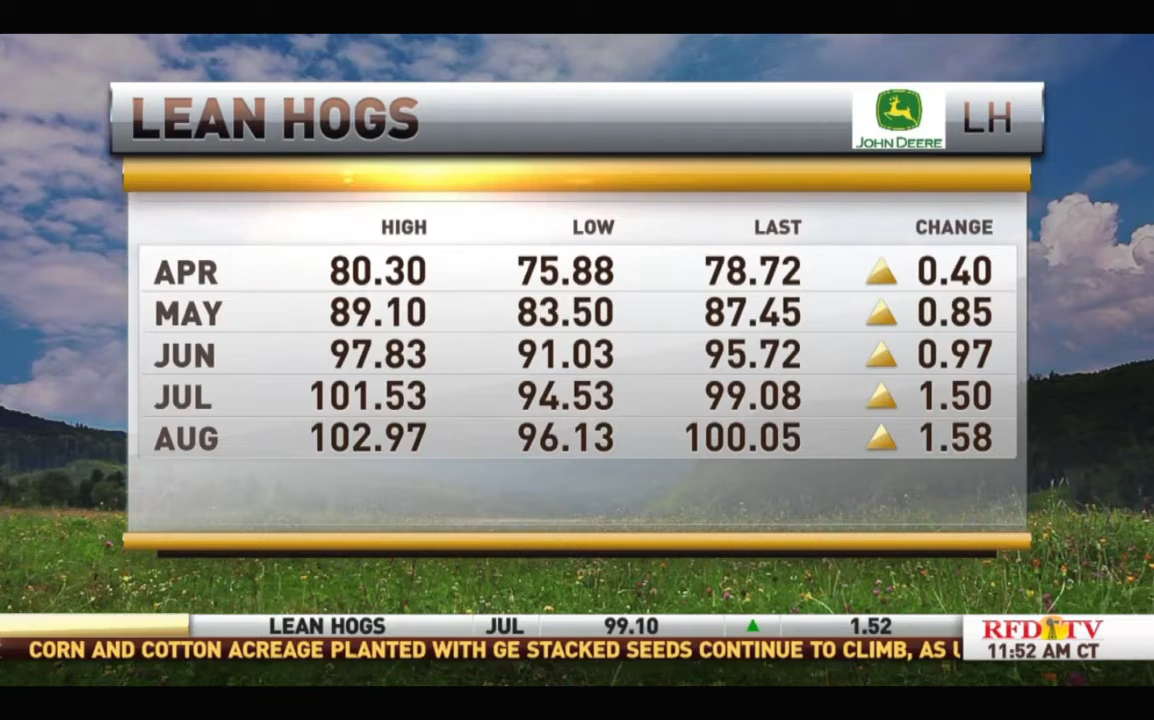 LEAN HOGS JOHN DEERE LH
HIGH LOW LAST CHANGE
APR 80.30 75.88 78.72 0.40
MAY 89.10 83.50 87.45 0.85
JUN 97.83 91.03 95.72 0.97
JUL 101.53 94.53 99.08 1.50
AUG 102.97 96.13 100.05 1.58
LEAN HOGS JUL 99.10 1.52 RFD TV
CORN AND COTTON ACREAGE PLANTED WITH GE STACKED SEEDS CONTINUE TO CLIMB, AS 11:52 AM CT